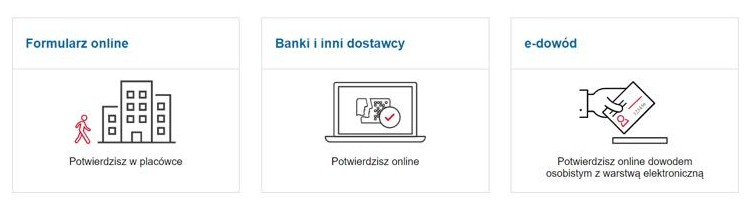 Formularz online
Potwierdzisz w placówce
Banki i inni dostawcy
Potwierdzisz online
e-dowód
Potwierdzisz online dowodem
osobistym z warstwą elektroniczną